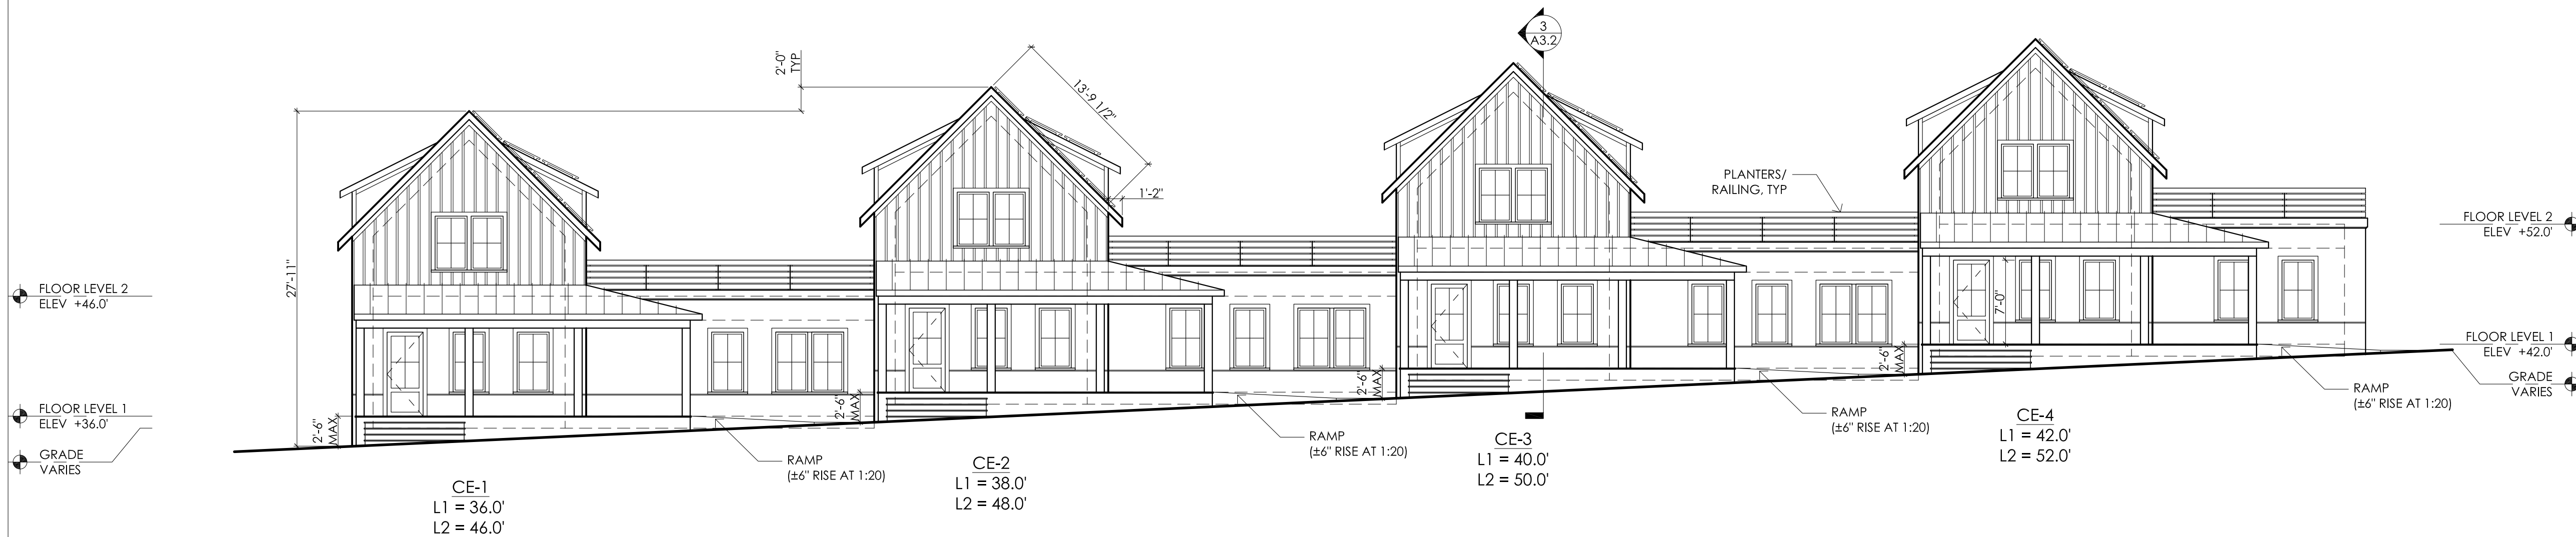 3
A3.2
2'-0"
TYP
13'-9 1/2"
1'-2"
27'-11"
PLANTERS/
RAILING, TYP
FLOOR LEVEL 2
ELEV +46.0'
FLOOR LEVEL 1
ELEV +36.0'
GRADE
VARIES
2'-6"
MAX
2'-6"
MAX
2'-6"
MAX
2'-6"
MAX
7'-0"
FLOOR LEVEL 2
ELEV +52.0'
FLOOR LEVEL 1
ELEV +42.0'
GRADE
VARIES
RAMP
(±6" RISE AT 1:20)
RAMP
(±6" RISE AT 1:20)
RAMP
(±6" RISE AT 1:20)
RAMP
(±6" RISE AT 1:20)
CE-1
L1 = 36.0'
L2 = 46.0'
CE-2
L1 = 38.0'
L2 = 48.0'
CE-3
L1 = 40.0'
L2 = 50.0'
CE-4
L1 = 42.0'
L2 = 52.0'